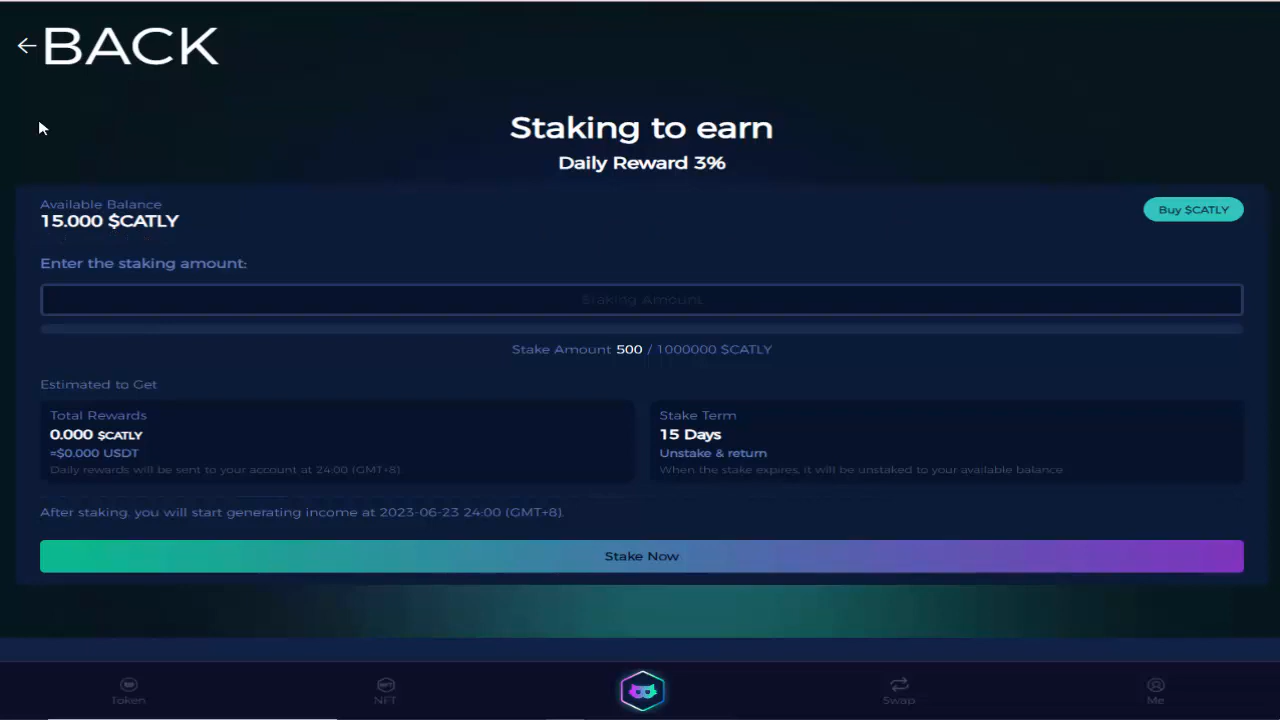 ←BACK
Staking to earn
Daily Reward 3%
Available Balance
15.000 $CATLY
Buy $CATLY
Enter the staking amount:
Staking Amount
Stake Amount 500 / 1000000 $CATLY
Estimated to Get
Total Rewards
0.000 $CATLY
≈$0.000 USDT
Daily rewards will be sent to your account at 24:00 (GMT+8).
Stake Term
15 Days
Unstake & return
When the stake expires, it will be unstaked to your available balance
After staking, you will start generating income at 2023-06-23 24:00 (GMT+8).
Stake Now
Token
NFT
Swap
Me